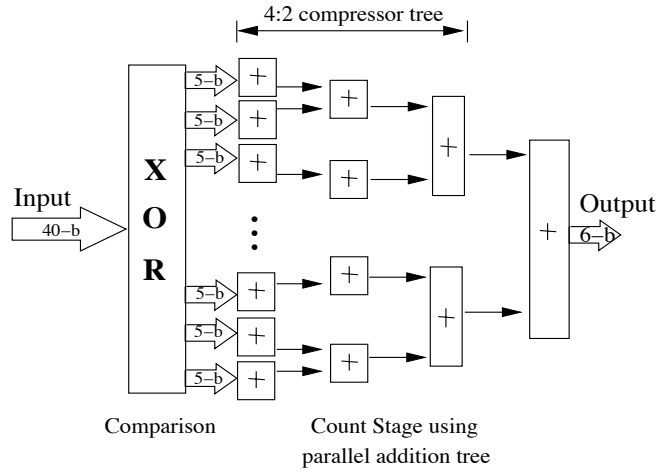 4:2 compressor tree
5–b
+
+
5–b
+
+
5–b
+
+
X
O
R
Input
40–b
Output
6–b
+
5–b
+
+
+
5–b
+
+
5–b
+
Comparison
Count Stage using
parallel addition tree